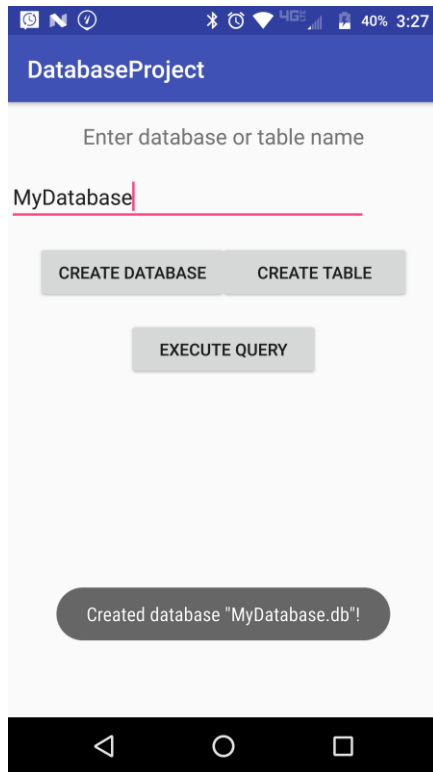 4G 40% 3:27
DatabaseProject
Enter database or table name
MyDatabase
CREATE DATABASE CREATE TABLE
EXECUTE QUERY
Created database "MyDatabase.db"!